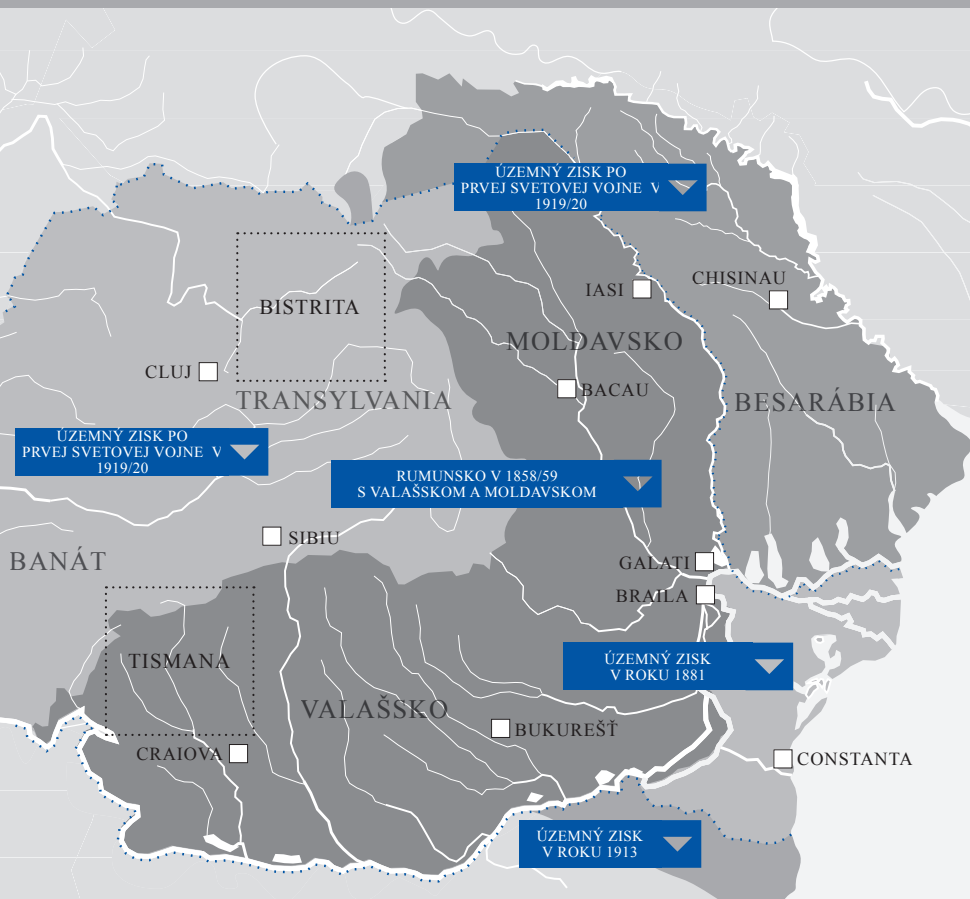 ÚZEMNÝ ZISK PO
PRVEJ SVETOVEJ VOJNE V
1919/20
CHISINAU
IASI
BISTRITA
MOLDAVSKO
CLUJ
BACAU
TRANSYLVANIA
BESARÁBIA
ÚZEMNÝ ZISK PO
PRVEJ SVETOVEJ VOJNE V
1919/20
RUMUNSKO V 1858/59
S VALAŠSKOM A MOLDAVSKOM
SIBIU
BANÁT
GALATI
BRAILA
TISMANA
ÚZEMNÝ ZISK
V ROKU 1881
VALAŠSKO
BUKUREŠŤ
CRAIOVA
CONSTANTA
ÚZEMNÝ ZISK
V ROKU 1913